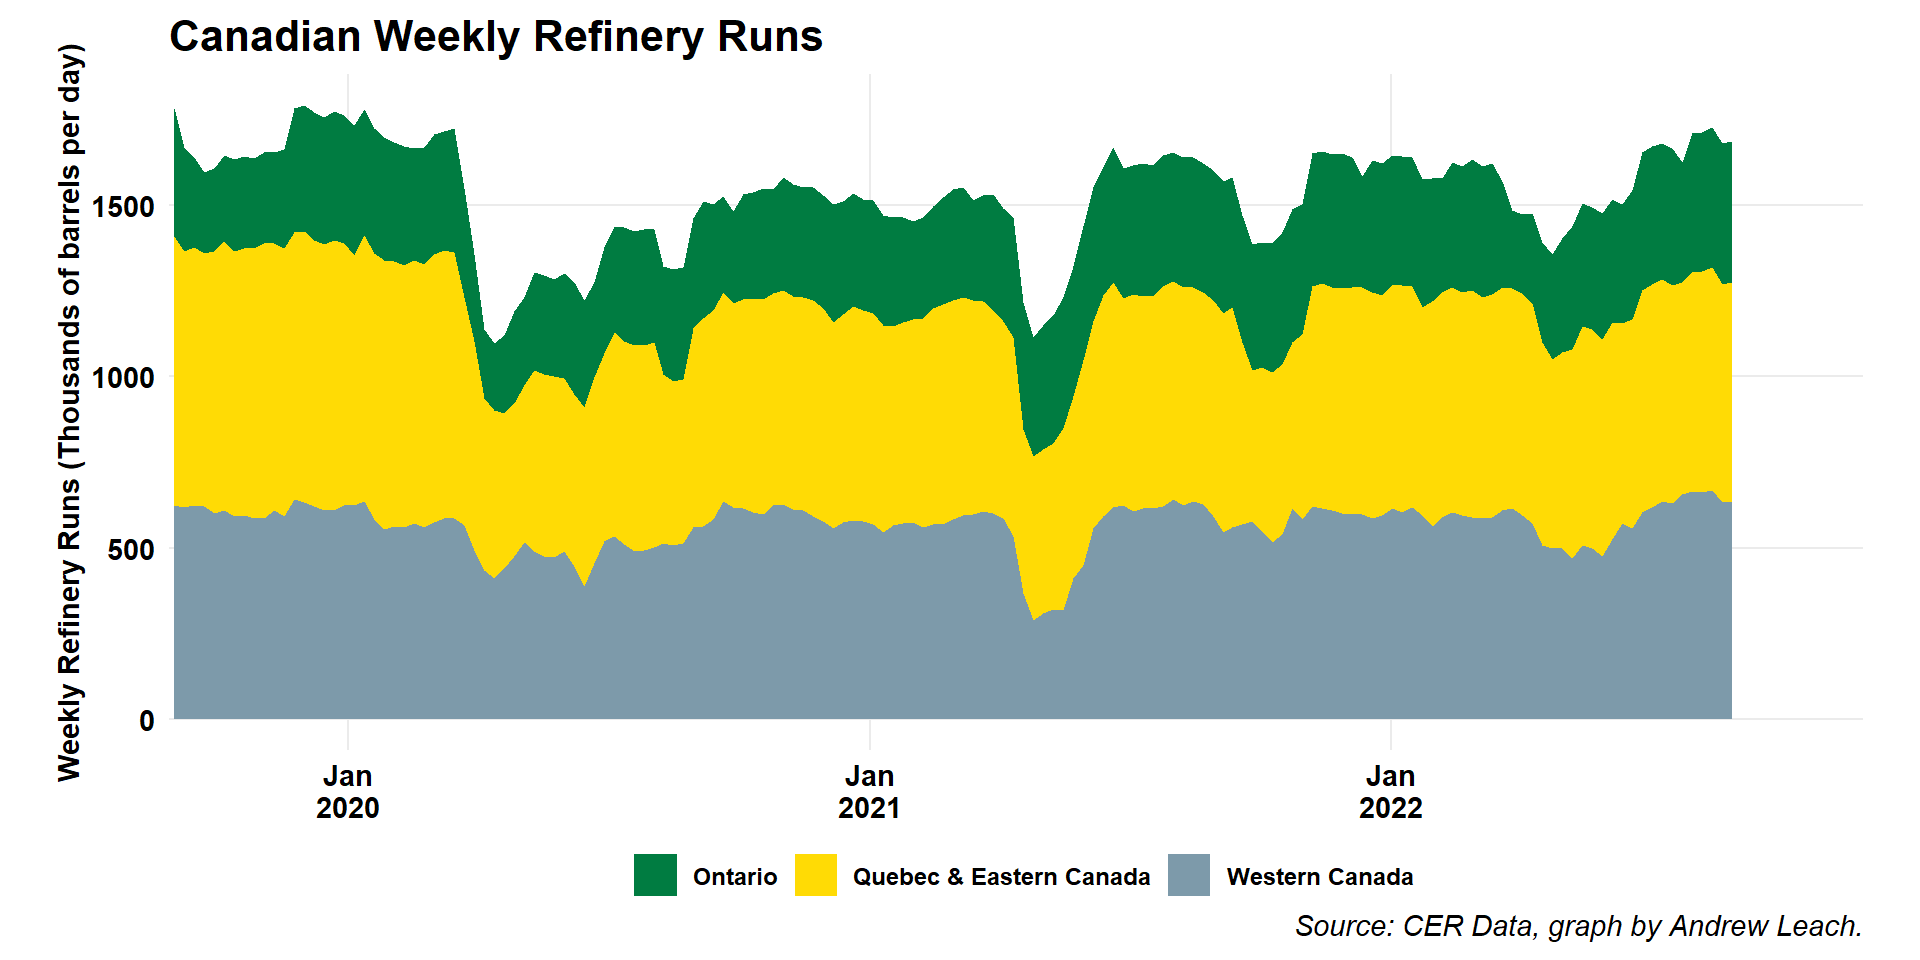 Canadian Weekly Refinery Runs
Weekly Refinery Runs (Thousands of barrels per day)
1500
1000
500
0
Jan
2020
Jan
2021
Jan
2022
Ontario
Quebec & Eastern Canada
Western Canada
Source: CER Data, graph by Andrew Leach.